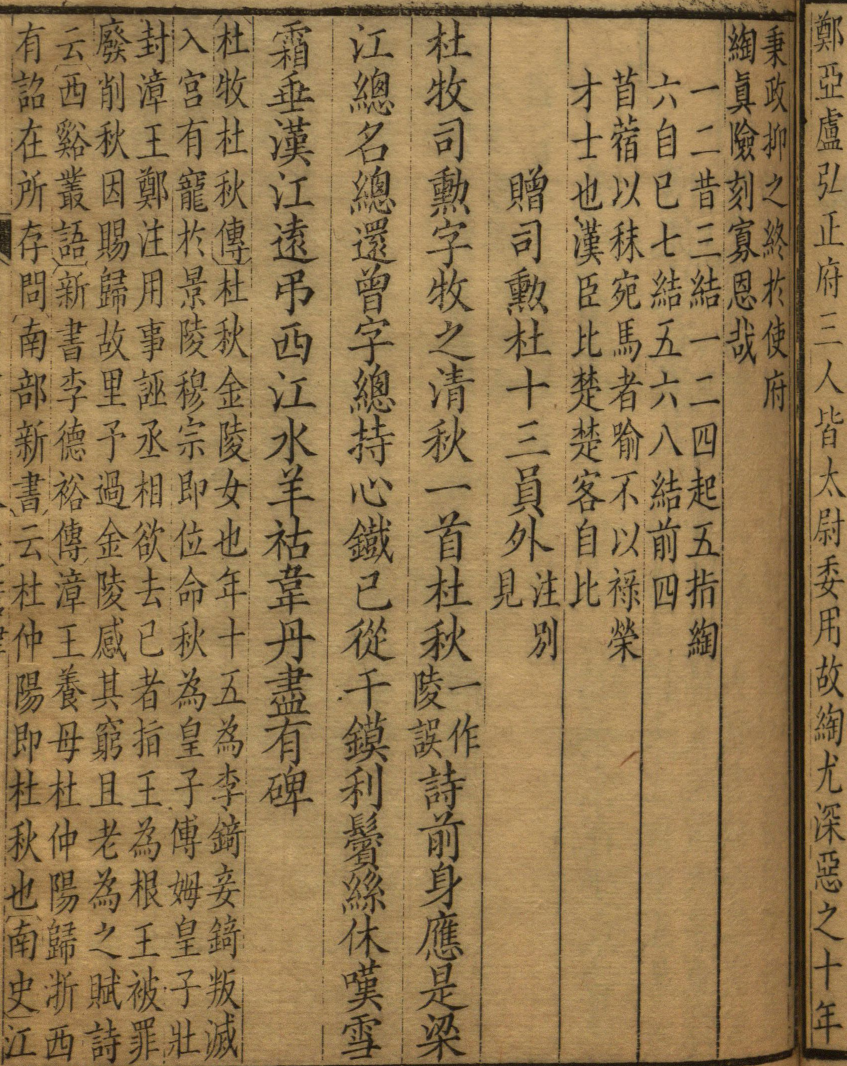 鄭亞盧弘正府三人皆太尉委用故綯尤深惡之十年
秉政抑之終於使府
綯真險刻寡恩哉
一二昔三結一二四起五指綯
六自已七結五六八結前四
苜蓿以秣宛馬者喻不以祿榮
才士也漢臣比楚楚客自比
贈司勲杜十三員外
注別
見
杜牧司勲字牧之清秋一首杜秋
一作
陵誤
詩前身應是梁
江總名總還曾字總持心鐵已從干鏌利鬢絲休嘆雪
霜垂漢江遠弔西江水羊祜韋丹盡有碑
杜牧杜秋傳杜秋金陵女也年十五為李錡妾錡叛滅
入宮有寵於景陵穆宗即位命秋為皇子傅姆皇子壯
封漳王鄭注用事誣丞相欲去已者指王為根王被罪
廢削秋因賜歸故里予過金陵感其窮且老為之賦詩
云西谿叢語新書李德裕傳漳王養母杜仲陽歸浙西
有詔在所存問南部新書云杜仲陽即杜秋也南史江